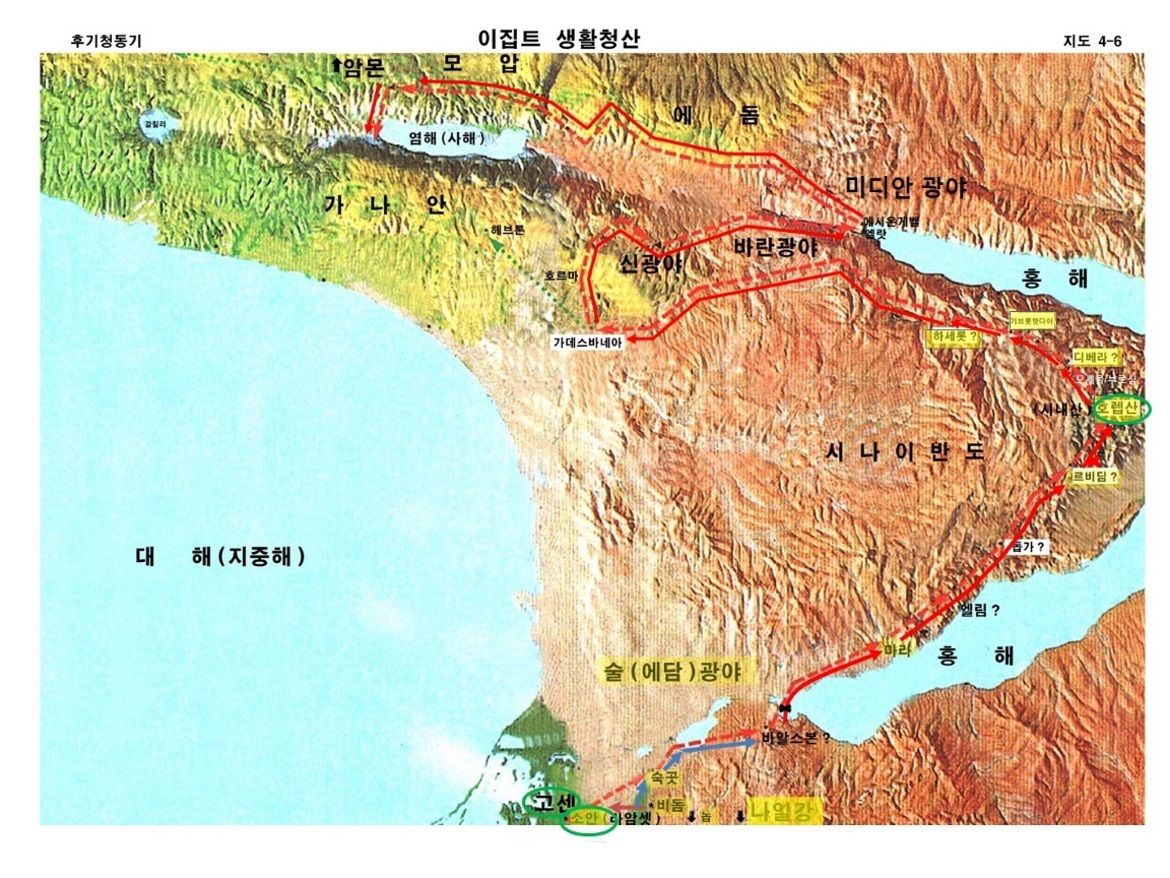 후기청동기
이집트 생활청산
지도 4-6
⬆암몬
모 압
에 돔
갈릴리
염해(사해)
미디안 광야
가 나 안
에시온게벨
엘랏
헤브론
바란광야
신광야
호르마
홍 해
기브롯핫다아
하세롯 ?
가데스바네아
디베라 ?
(시내산)
호렙산
시 나 이 반 도
르비딤 ?
돕가 ?
대 해(지중해)
엘림 ?
마라
홍 해
술(에담)광야
바알스본 ?
숙곳
고센
*비돔
*소안(라암셋)
⬇놉
⬇나일강